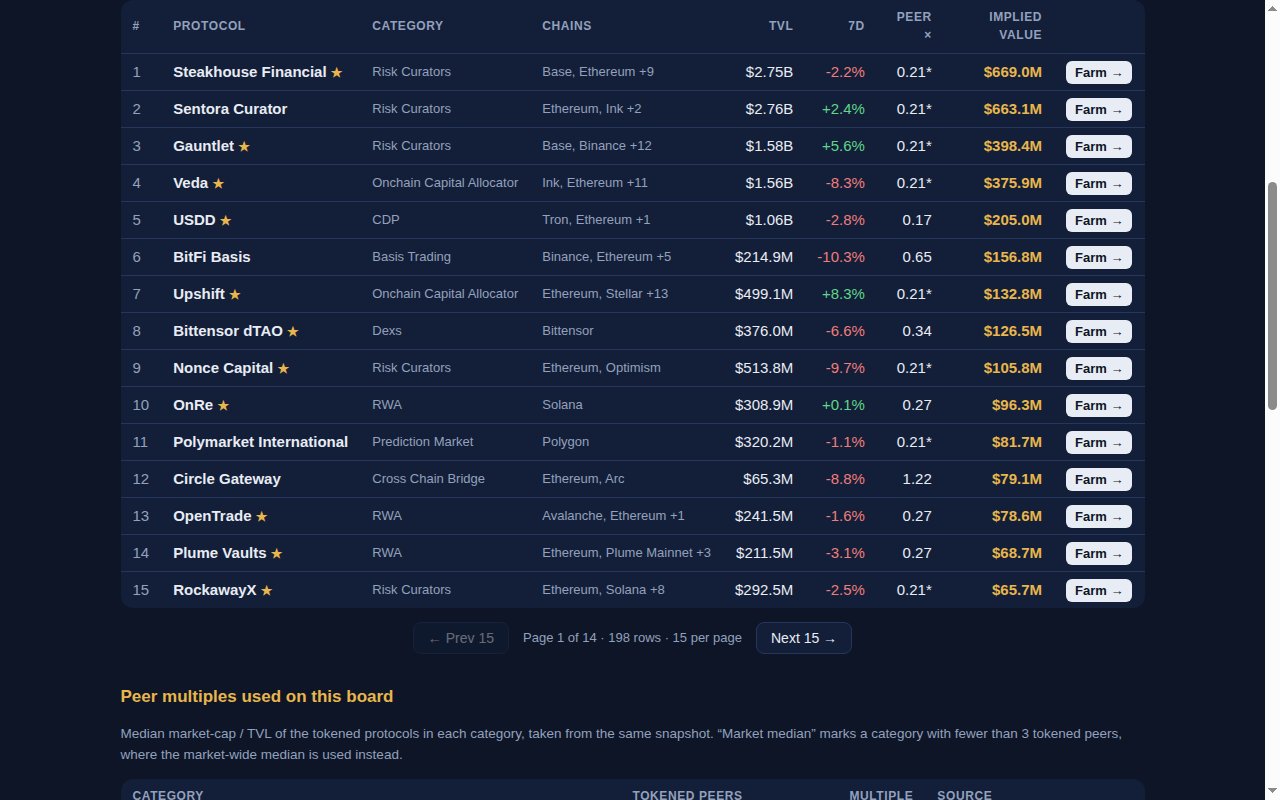 # PROTOCOL CATEGORY CHAINS TVL 7D PEER × IMPLIED VALUE
1 Steakhouse Financial ★ Risk Curators Base, Ethereum +9 $2.75B -2.2% 0.21* $669.0M Farm →
2 Sentora Curator Risk Curators Ethereum, Ink +2 $2.76B +2.4% 0.21* $663.1M Farm →
3 Gauntlet ★ Risk Curators Base, Binance +12 $1.58B +5.6% 0.21* $398.4M Farm →
4 Veda ★ Onchain Capital Allocator Ink, Ethereum +11 $1.56B -8.3% 0.21* $375.9M Farm →
5 USDD ★ CDP Tron, Ethereum +1 $1.06B -2.8% 0.17 $205.0M Farm →
6 BitFi Basis Basis Trading Binance, Ethereum +5 $214.9M -10.3% 0.65 $156.8M Farm →
7 Upshift ★ Onchain Capital Allocator Ethereum, Stellar +13 $499.1M +8.3% 0.21* $132.8M Farm →
8 Bittensor dTAO ★ Dexs Bittensor $376.0M -6.6% 0.34 $126.5M Farm →
9 Nonce Capital ★ Risk Curators Ethereum, Optimism $513.8M -9.7% 0.21* $105.8M Farm →
10 OnRe ★ RWA Solana $308.9M +0.1% 0.27 $96.3M Farm →
11 Polymarket International Prediction Market Polygon $320.2M -1.1% 0.21* $81.7M Farm →
12 Circle Gateway Cross Chain Bridge Ethereum, Arc $65.3M -8.8% 1.22 $79.1M Farm →
13 OpenTrade ★ RWA Avalanche, Ethereum +1 $241.5M -1.6% 0.27 $78.6M Farm →
14 Plume Vaults ★ RWA Ethereum, Plume Mainnet +3 $211.5M -3.1% 0.27 $68.7M Farm →
15 RockawayX ★ Risk Curators Ethereum, Solana +8 $292.5M -2.5% 0.21* $65.7M Farm →
← Prev 15 Page 1 of 14 · 198 rows · 15 per page Next 15 →
Peer multiples used on this board
Median market-cap / TVL of the tokened protocols in each category, taken from the same snapshot. “Market median” marks a category with fewer than 3 tokened peers,
where the market-wide median is used instead.
CATEGORY TOKENED PEERS MULTIPLE SOURCE